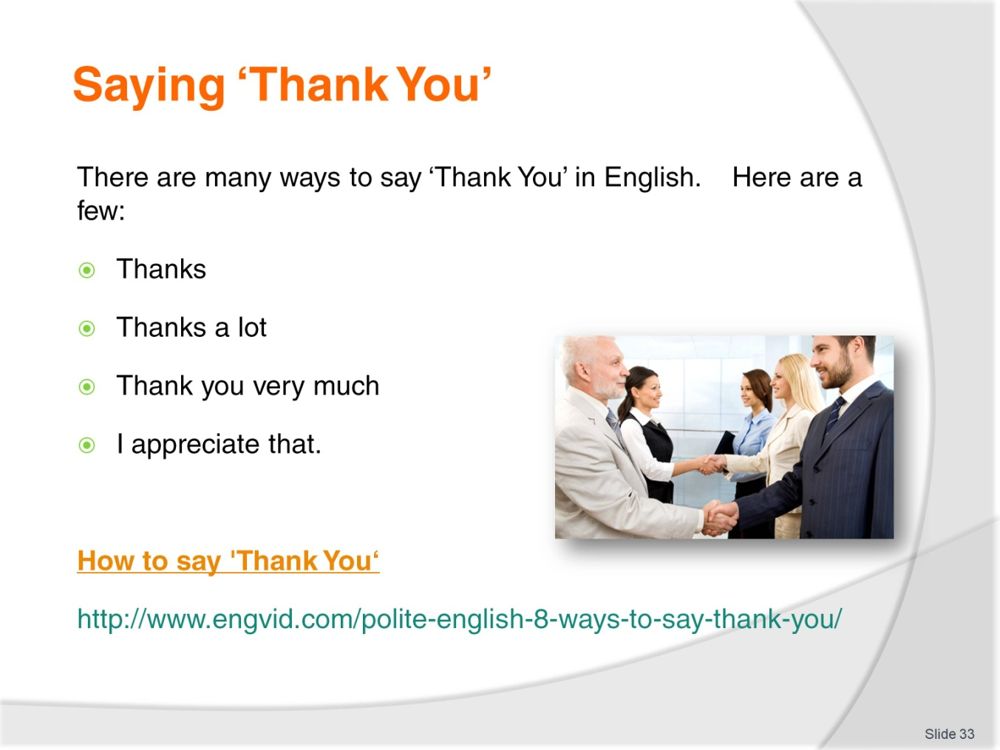 Saying ‘Thank You’
There are many ways to say ‘Thank You’ in English. Here are a
few:
Thanks
Thanks a lot
Thank you very much
I appreciate that.
How to say 'Thank You‘
http://www.engvid.com/polite-english-8-ways-to-say-thank-you/
Slide 33